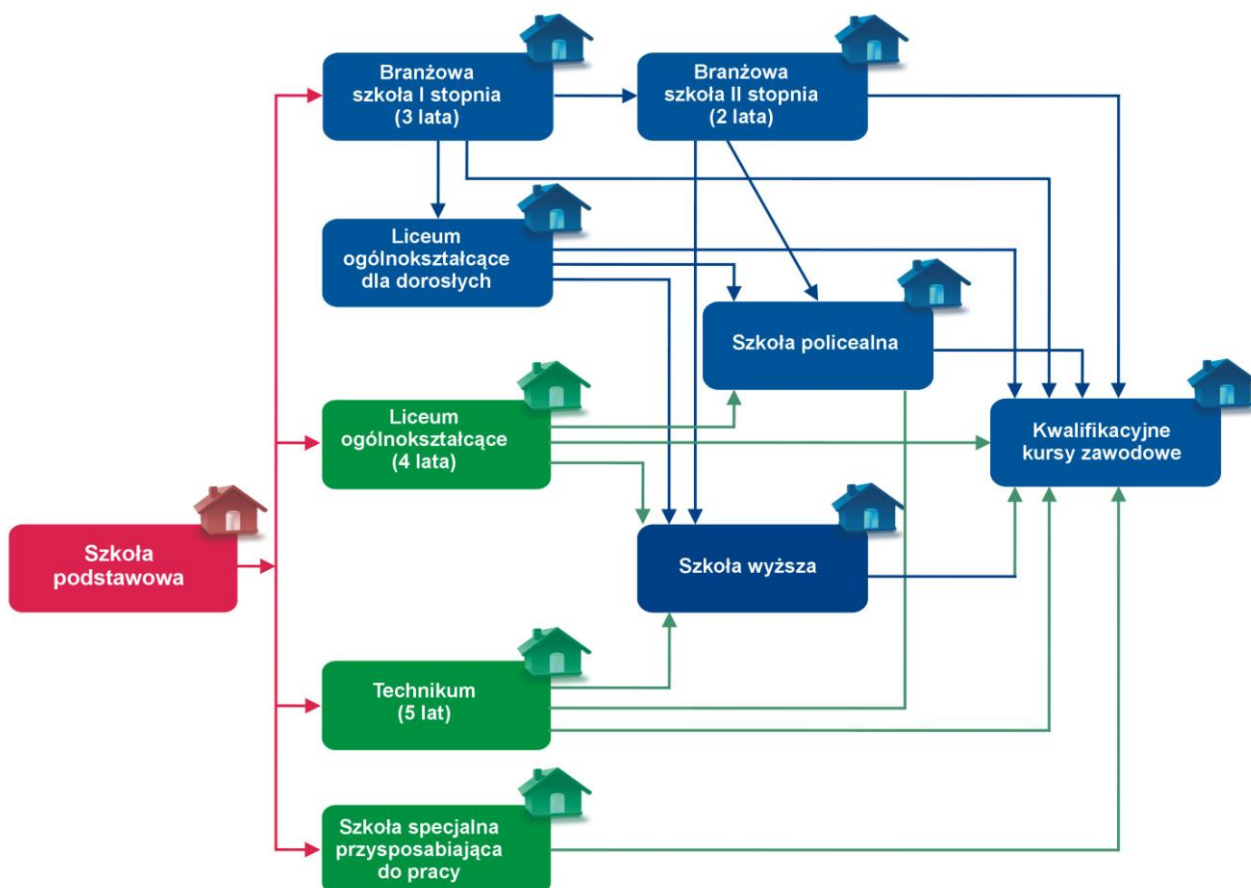 Branżowa
szkoła I stopnia
(3 lata)
Branżowa
szkoła II stopnia
(2 lata)
Liceum
ogólnokształcące
dla dorosłych
Szkoła policealna
Liceum
ogólnokształcące
(4 lata)
Kwalifikacyjne
kursy zawodowe
Szkoła
podstawowa
Szkoła wyższa
Technikum
(5 lat)
Szkoła specjalna
przysposabiająca
do pracy